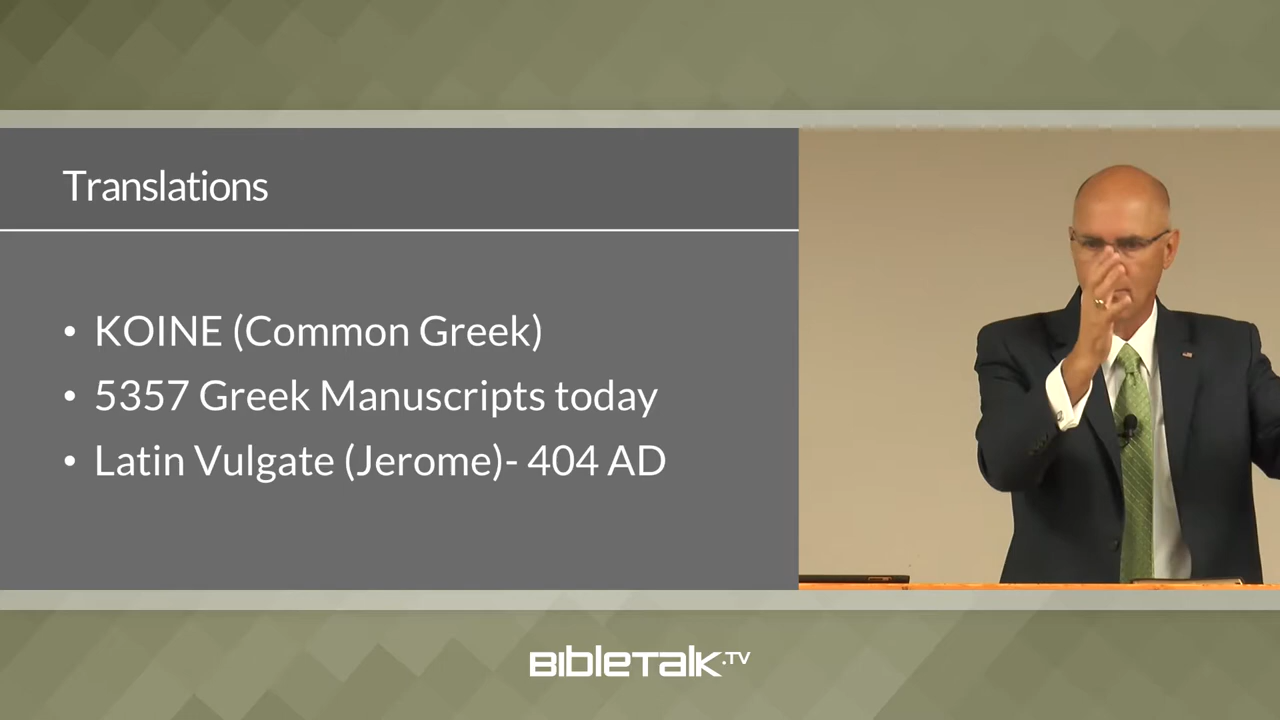 Translations
• KOINE (Common Greek)
• 5357 Greek Manuscripts today
• Latin Vulgate (Jerome)- 404 AD
BibleTalk.TV